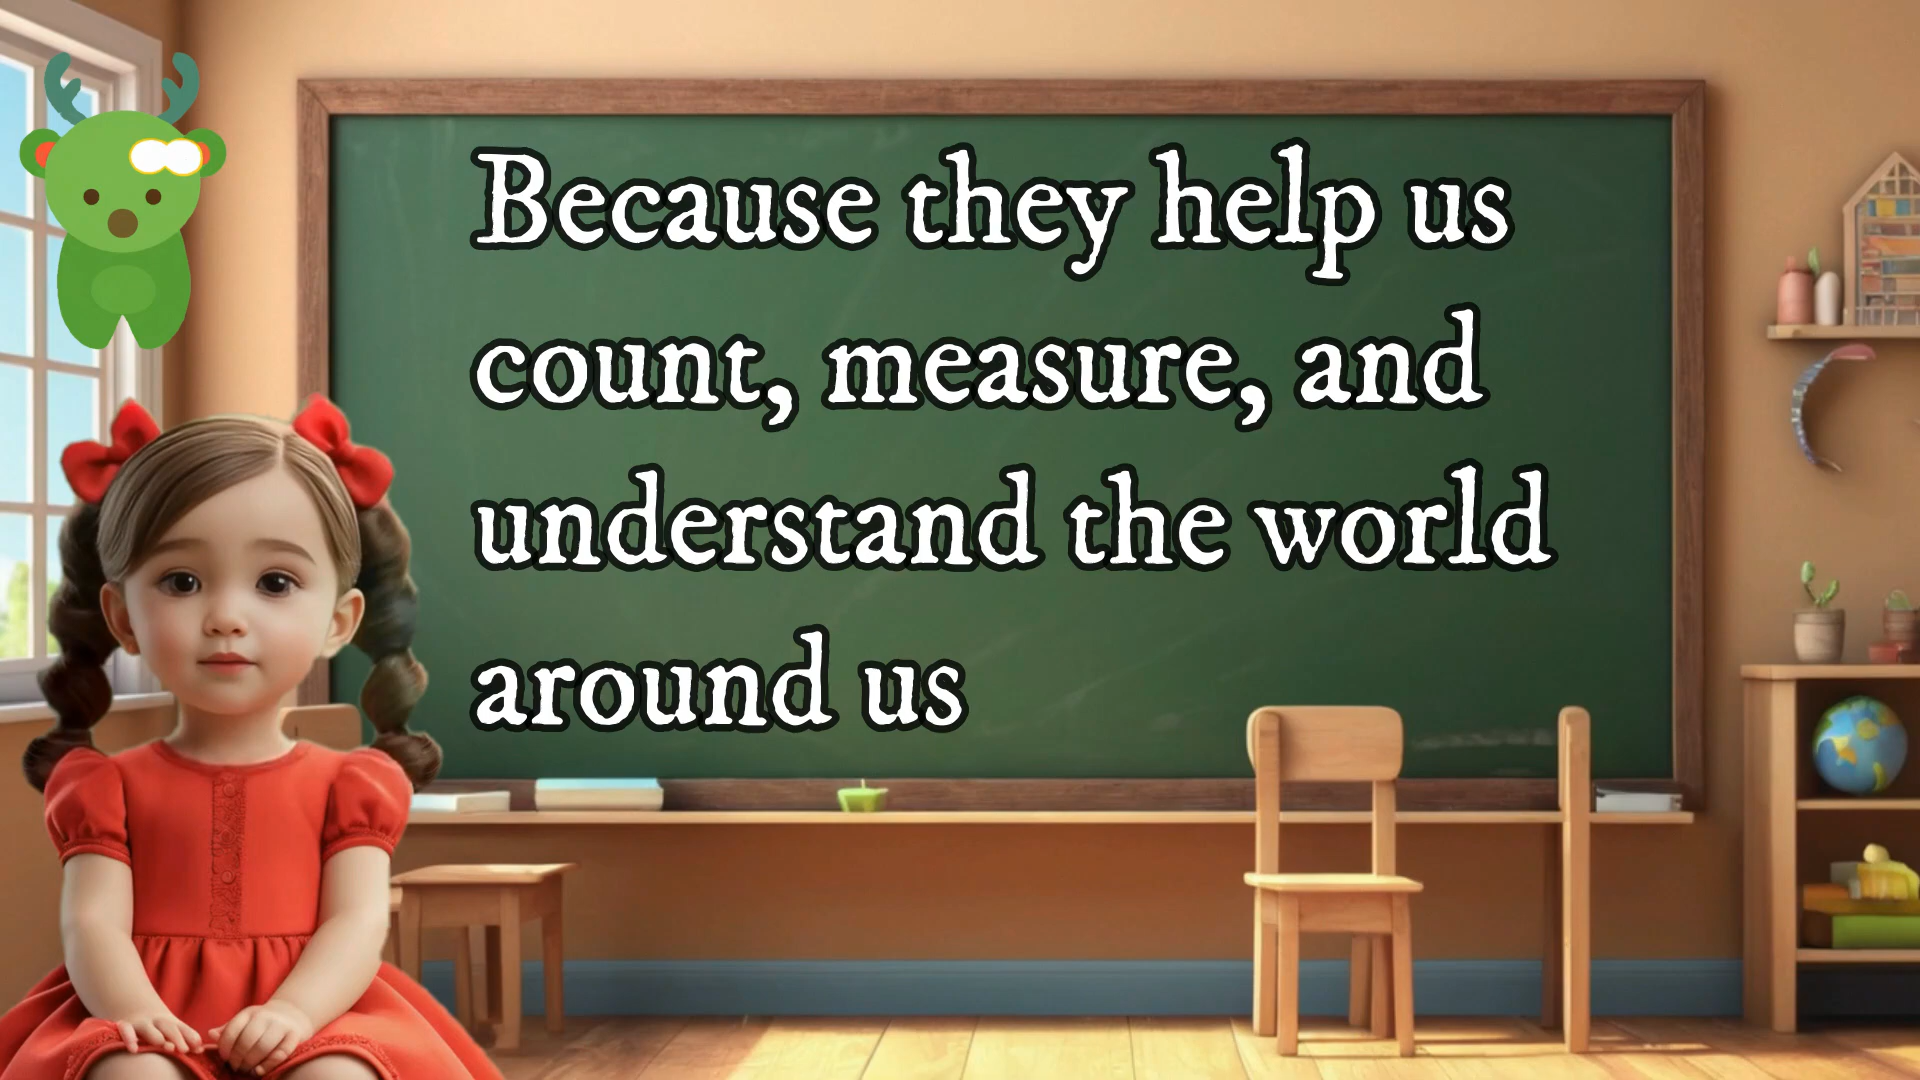 Because they help us
count, measure, and
understand the world
around us